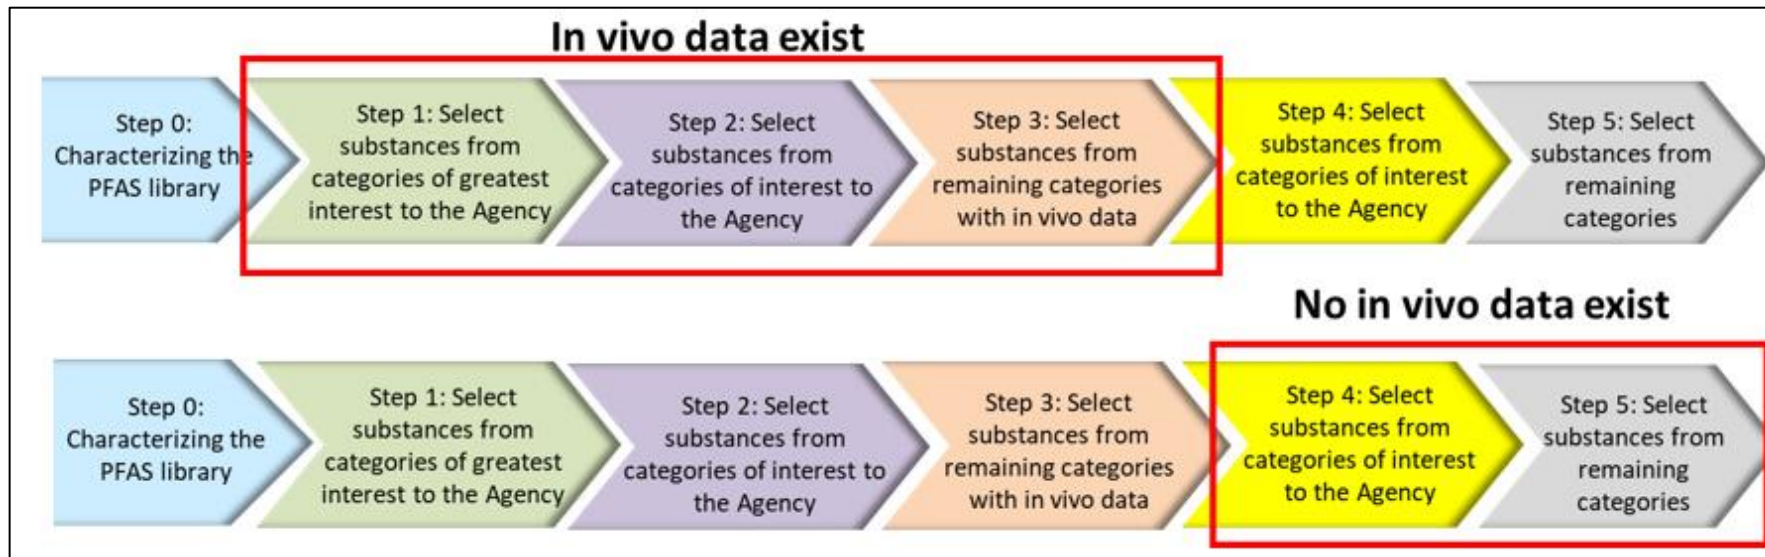 In vivo data exist
Step 0:
Characterizing the
PFAS library
Step 1: Select
substances from
categories of greatest
interest to the Agency
Step 2: Select
substances from
categories of interest to
the Agency
Step 3: Select
substances from
remaining categories
with in vivo data
Step 4: Select
substances from
categories of interest
to the Agency
Step 5: Select
substances from
remaining
categories
No in vivo data exist
Step 0:
Characterizing the
PFAS library
Step 1: Select
substances from
categories of greatest
interest to the Agency
Step 2: Select
substances from
categories of interest to
the Agency
Step 3: Select
substances from
remaining categories
with in vivo data
Step 4: Select
substances from
categories of interest
to the Agency
Step 5: Select
substances from
remaining
categories